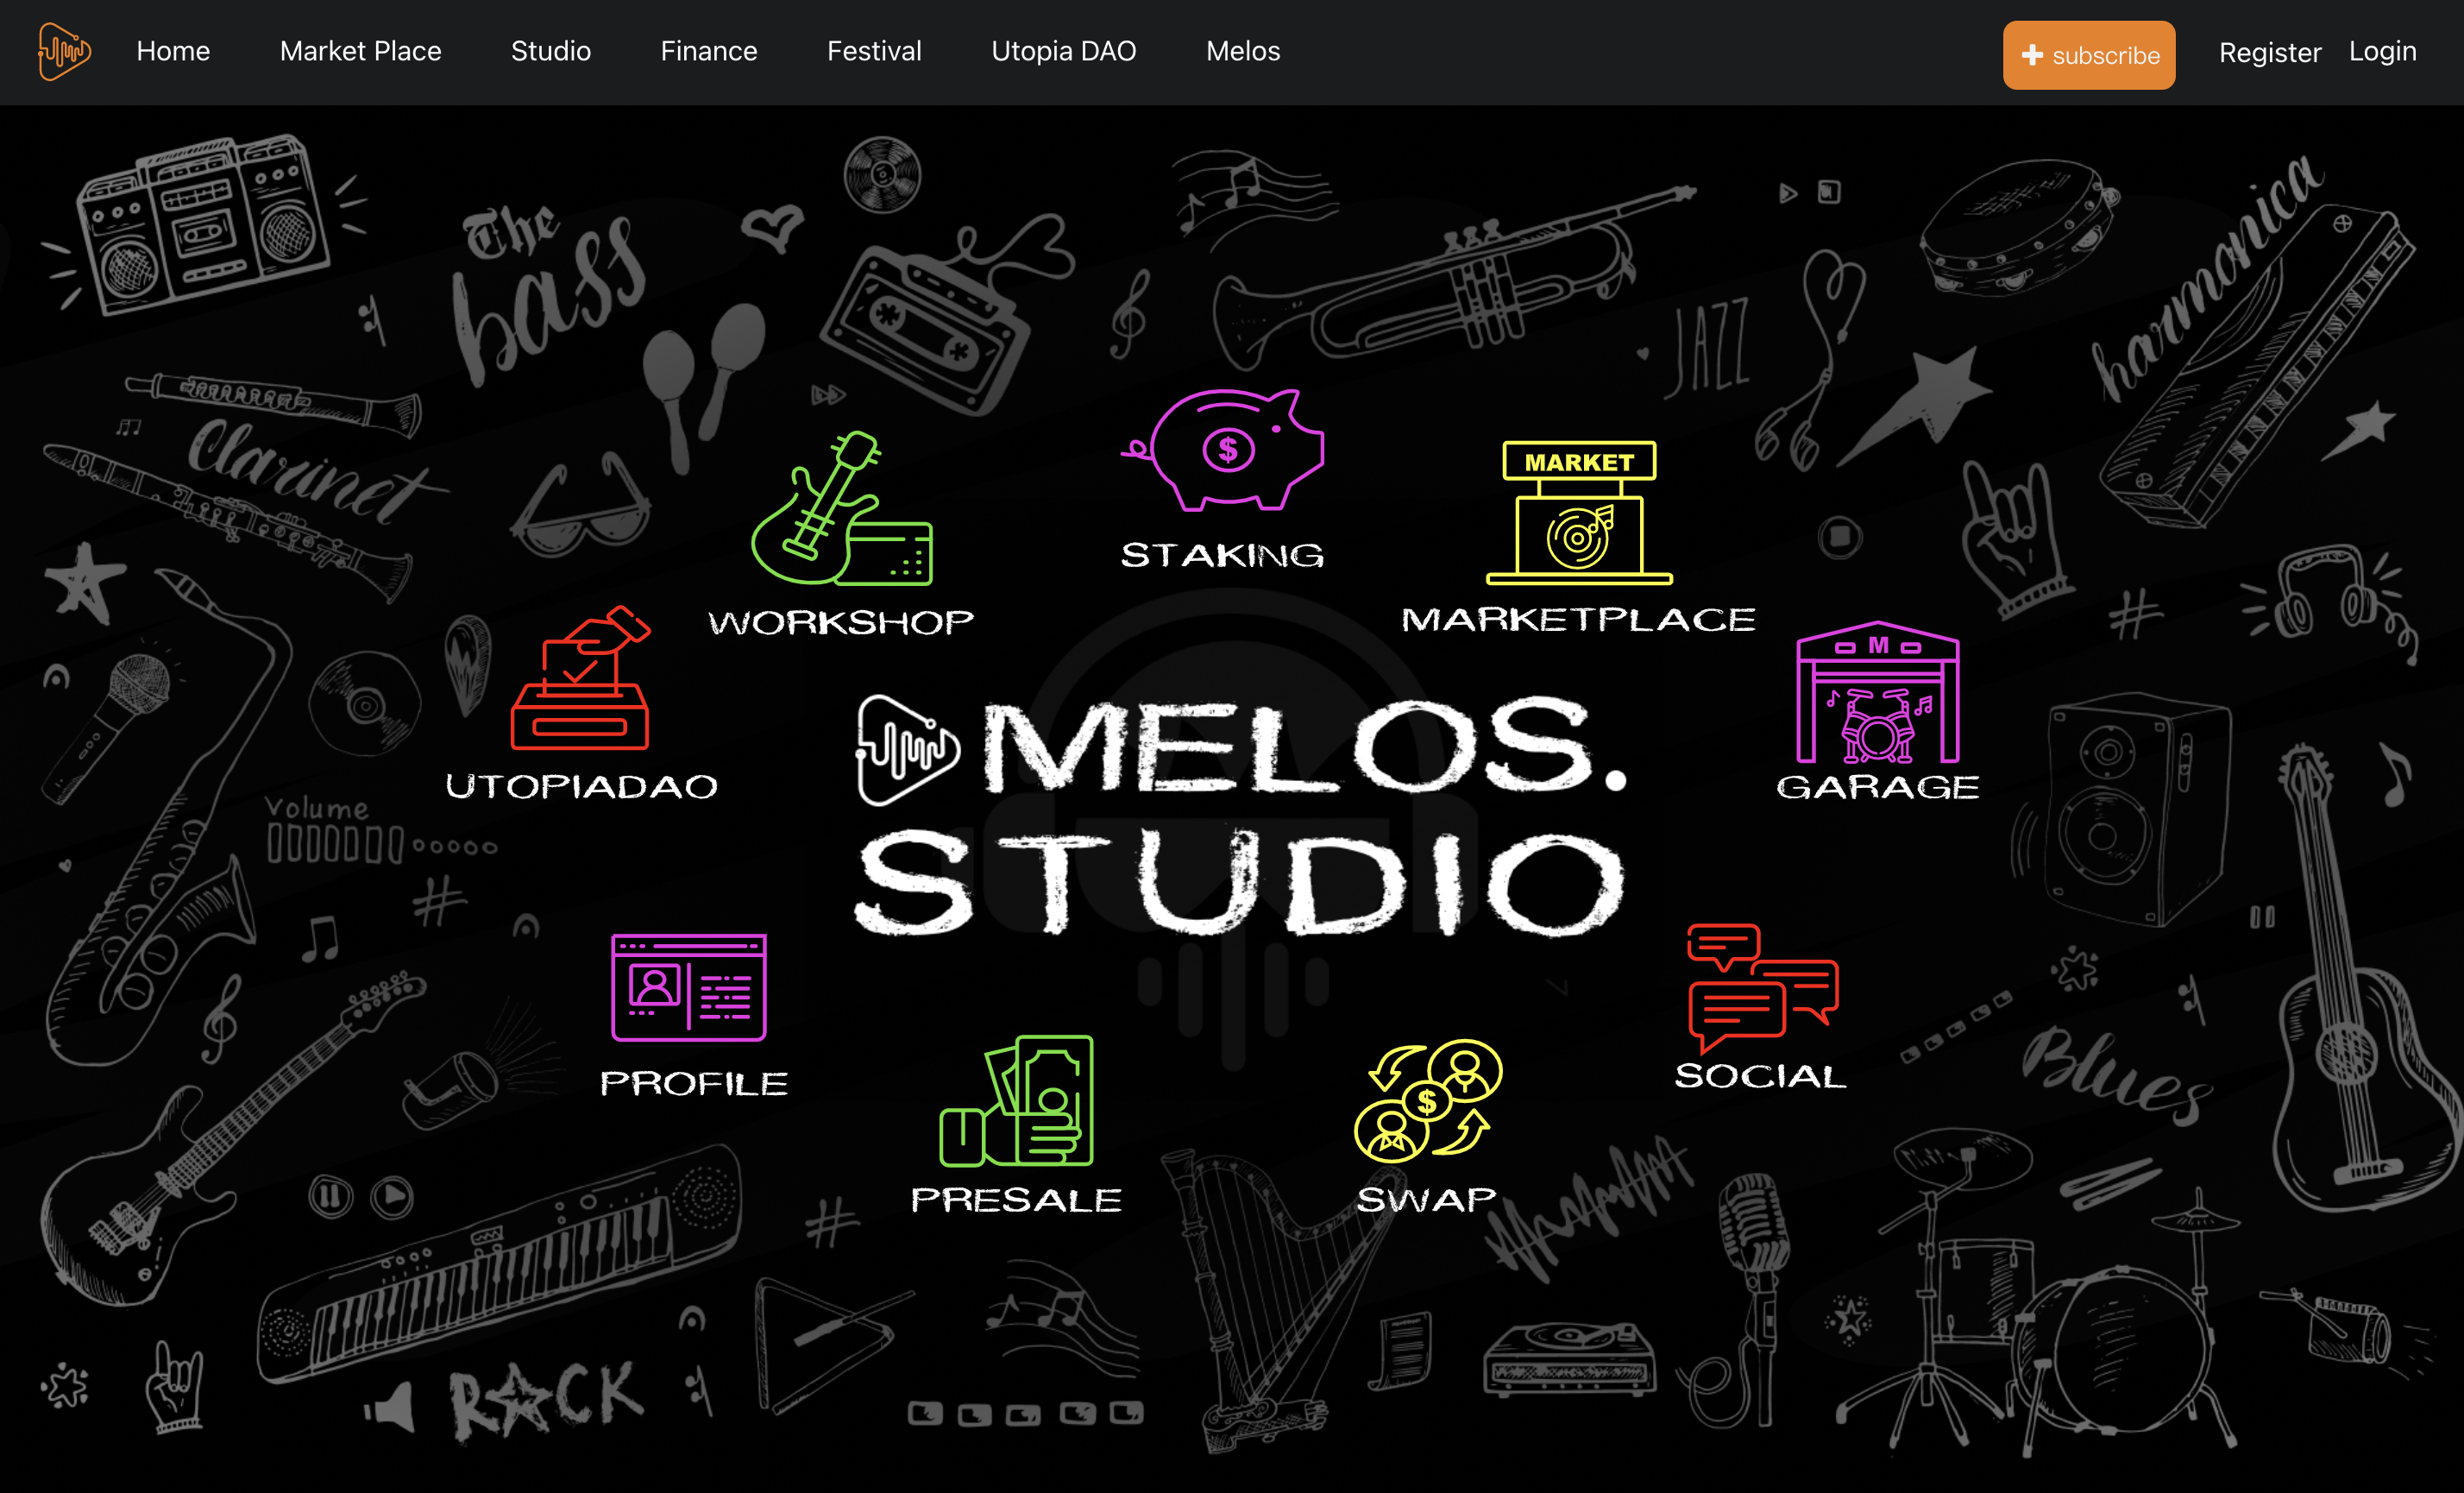 Home Market Place Studio Finance Festival Utopia DAO Melos subscribe Register Login
The
bass
harmonica
JAZZ
Clarinet
$
MARKET
STAKING
WORKSHOP
MARKETPLACE
M
UTOPIADAO
GARAGE
MELOS.
STUDIO
Volume
PROFILE
SOCIAL
Blues
$
PRESALE
SWAP
ROCK